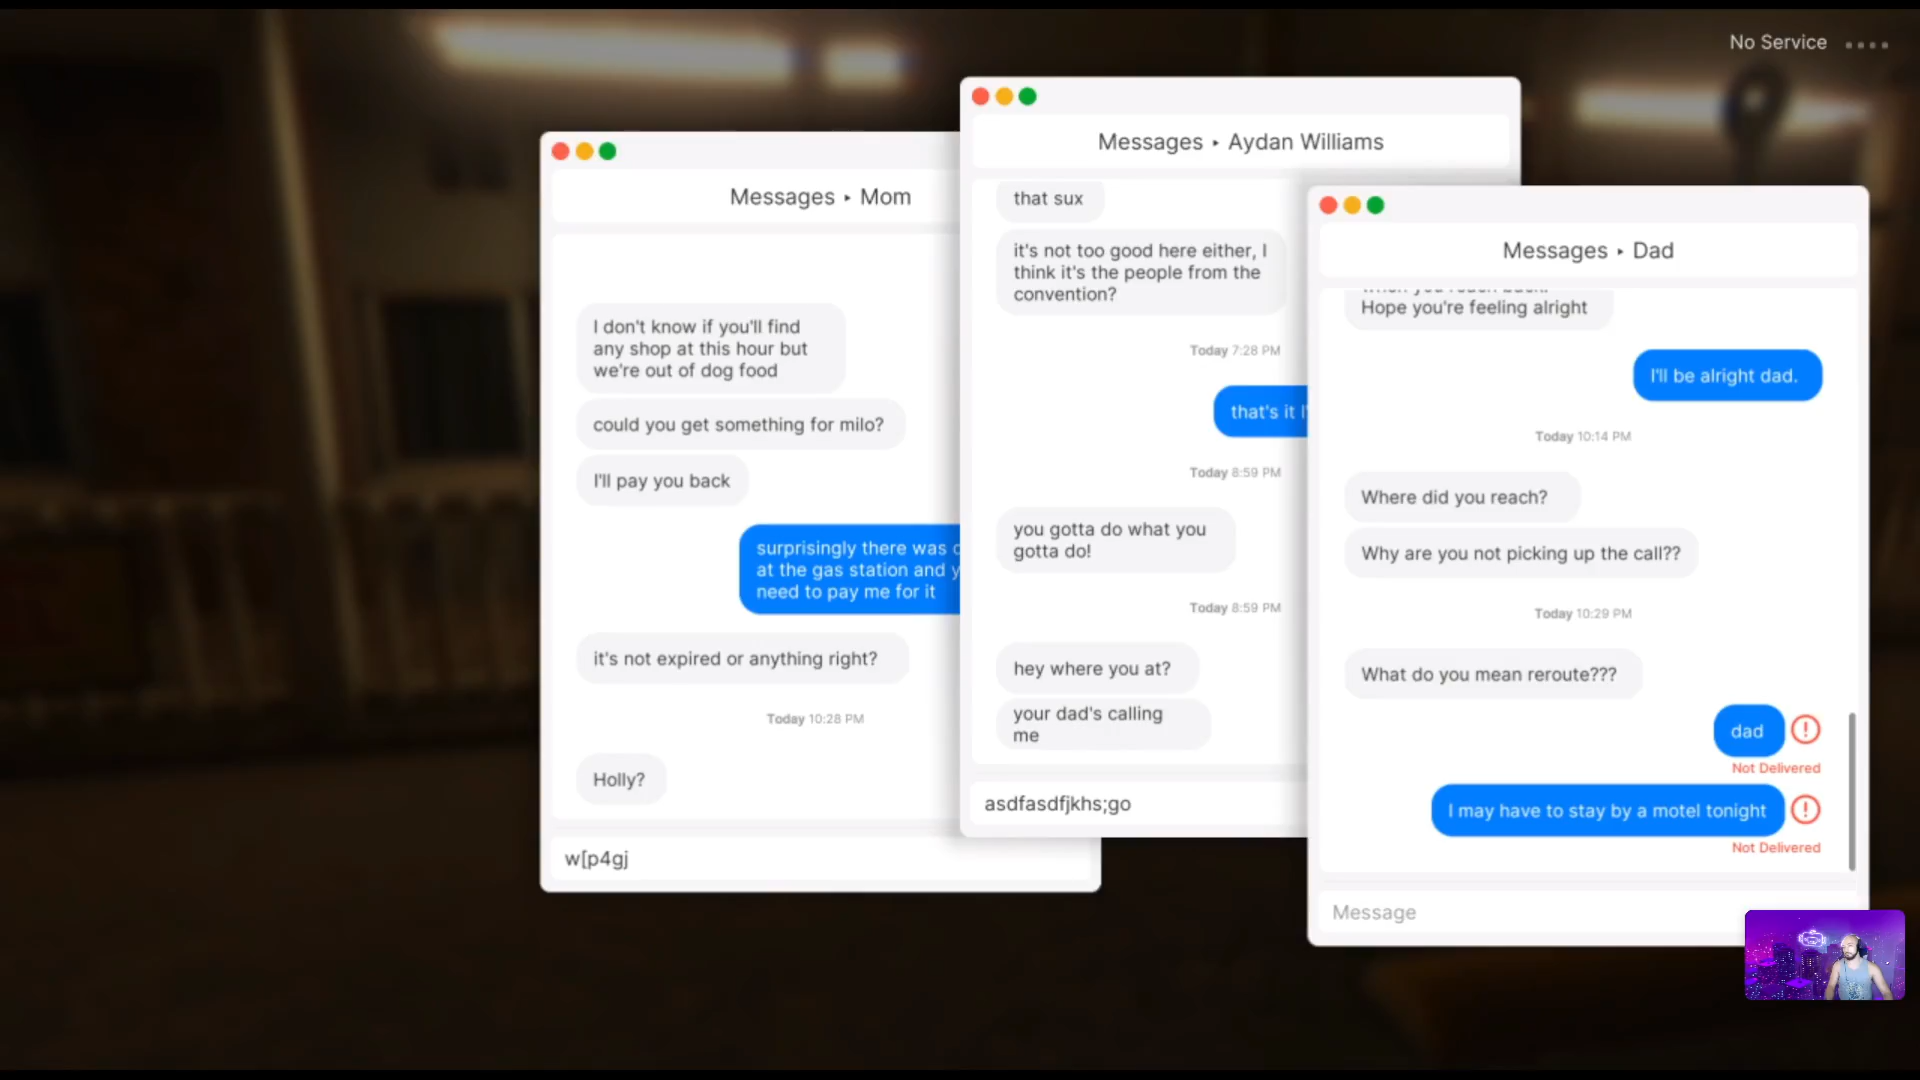 No Service
Messages ▸ Mom
I don't know if you'll find
any shop at this hour but
we're out of dog food
could you get something for milo?
I'll pay you back
surprisingly there was
at the gas station and
need to pay me for it
it's not expired or anything right?
Today 10:28 PM
Holly?
w[p4gj
Messages ▸ Aydan Williams
that sux
it's not too good here either, I
think it's the people from the
convention?
Today 7:28 PM
that's it
Today 8:59 PM
you gotta do what you
gotta do!
Today 8:59 PM
hey where you at?
your dad's calling
me
asdfasdfjkhs;go
Messages ▸ Dad
when you reach back.
Hope you're feeling alright
I'll be alright dad.
Today 10:14 PM
Where did you reach?
Why are you not picking up the call??
Today 10:29 PM
What do you mean reroute???
dad
Not Delivered
I may have to stay by a motel tonight
Not Delivered
Message